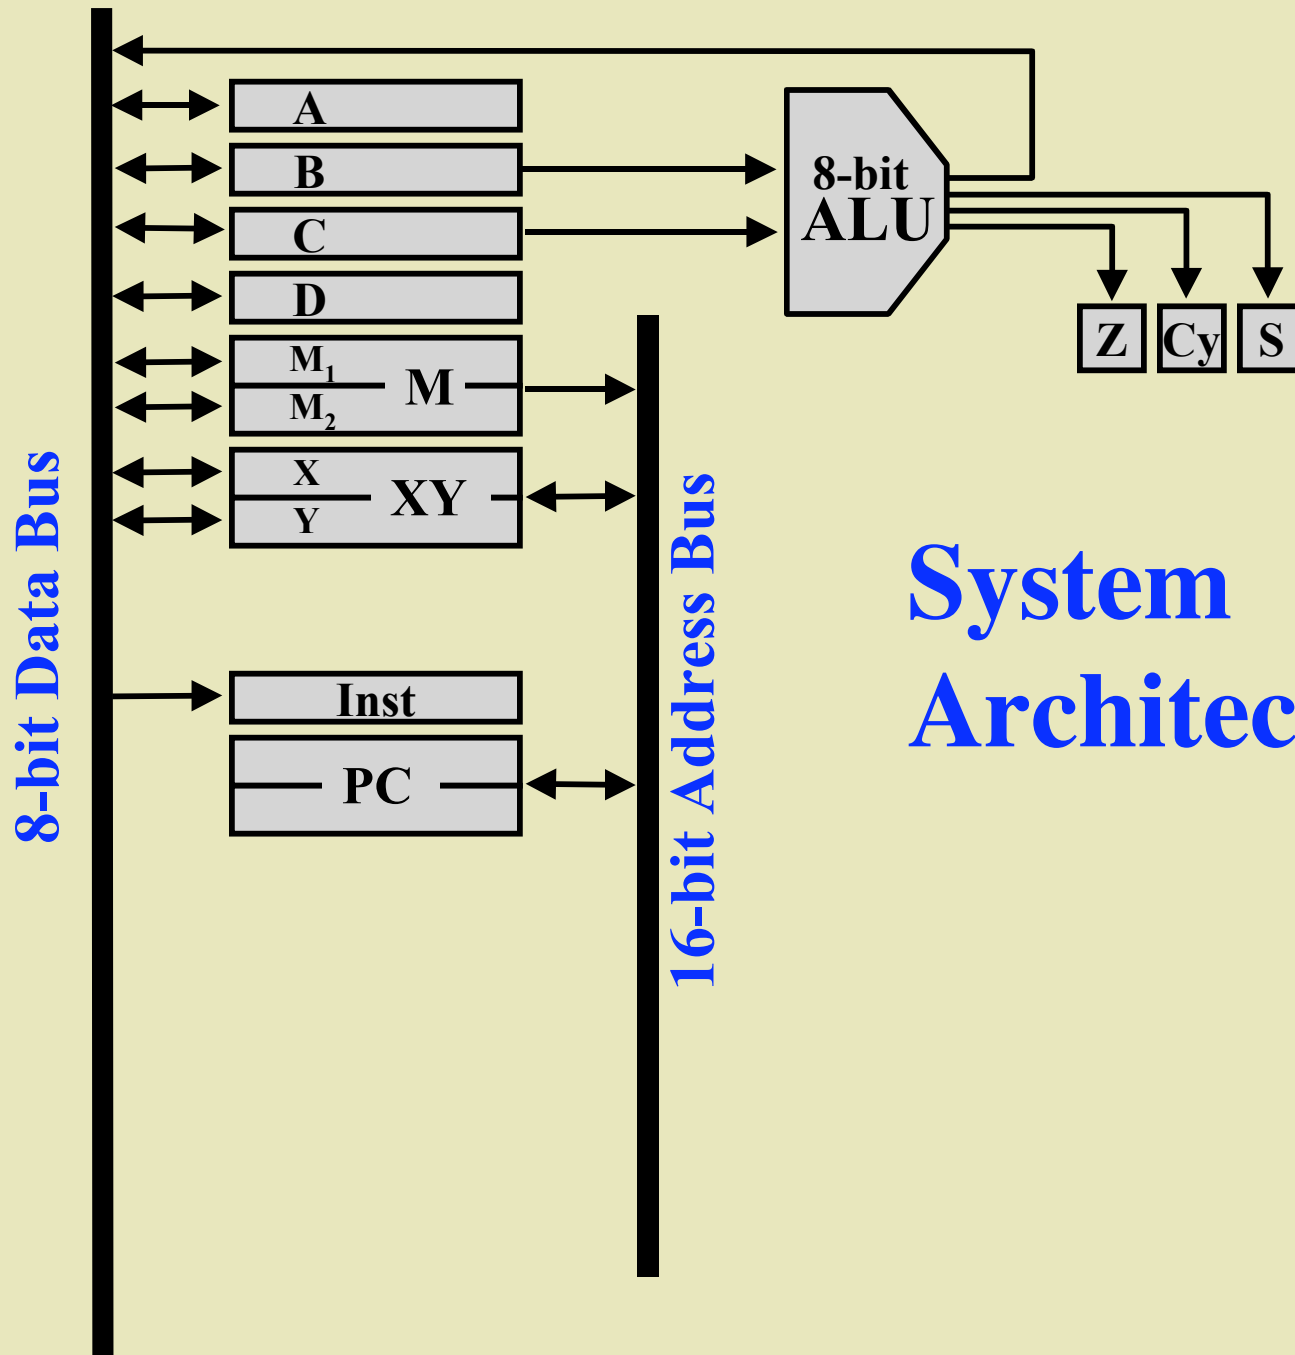 A
B
C
D
M₁
M
M₂
X
XY
Y
Inst
PC
8-bit
ALU
Z
Cy
S
8-bit Data Bus
16-bit Address Bus
System
Architec